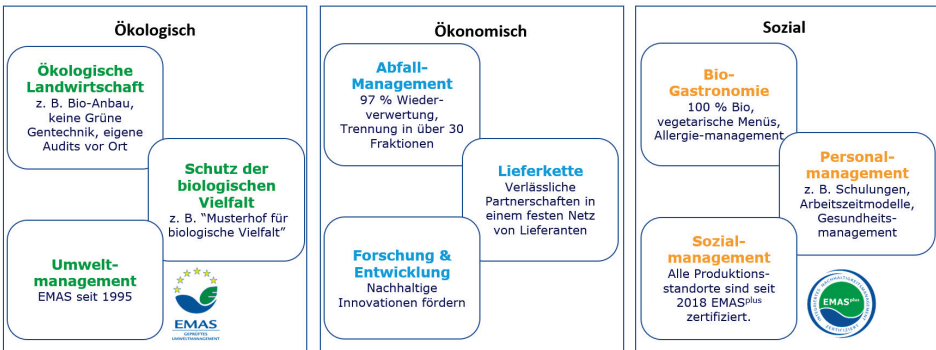 Ökologisch
Ökologische
Landwirtschaft
z. B. Bio-Anbau,
keine Grüne
Gentechnik, eigene
Audits vor Ort
Schutz der
biologischen
Vielfalt
z. B. “Musterhof für
biologische Vielfalt”
Umwelt-
management
EMAS seit 1995
EMAS
GEPRÜFTES
UMWELTMANAGEMENT
Ökonomisch
Abfall-
Management
97 % Wieder-
verwertung,
Trennung in über 30
Fraktionen
Lieferkette
Verlässliche
Partnerschaften in
einem festen Netz
von Lieferanten
Forschung &
Entwicklung
Nachhaltige
Innovationen fördern
Sozial
Bio-
Gastronomie
100 % Bio,
vegetarische Menüs,
Allergie-management
Personal-
management
z. B. Schulungen,
Arbeitszeitmodelle,
Gesundheits-
management
Sozial-
management
Alle Produktions-
standorte sind seit
2018 EMASplus
zertifiziert.
INTEGRIERTES NACHHALTIGKEITSMANAGEMENT
EMASplus
ZERTIFIZIERT